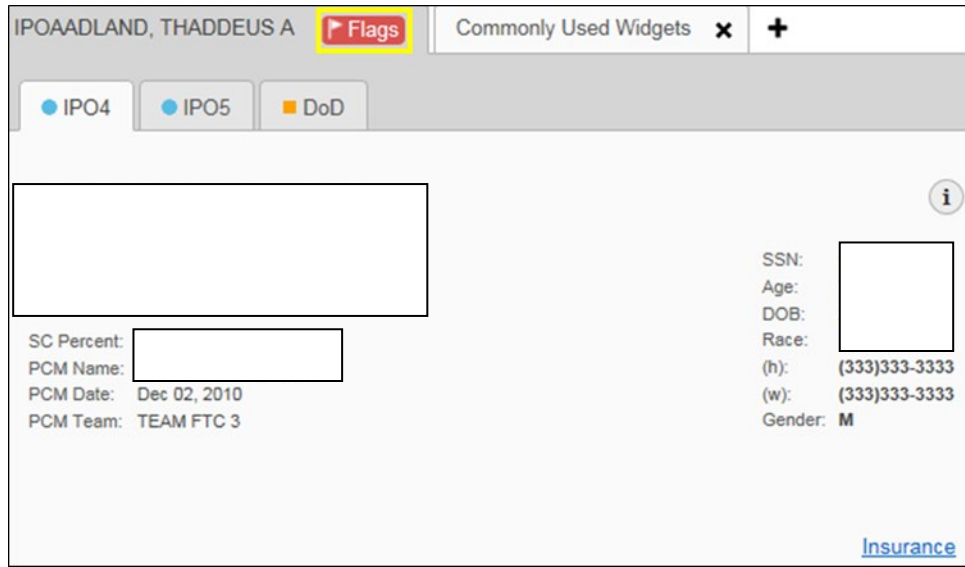 IPOAADLAND, THADDEUS A Flags Commonly Used Widgets
IPO4 IPO5 DoD
i
SSN:
Age:
DOB:
Race:
(h): (333)333-3333
(w): (333)333-3333
Gender: M
SC Percent:
PCM Name:
PCM Date: Dec 02, 2010
PCM Team: TEAM FTC 3
Insurance